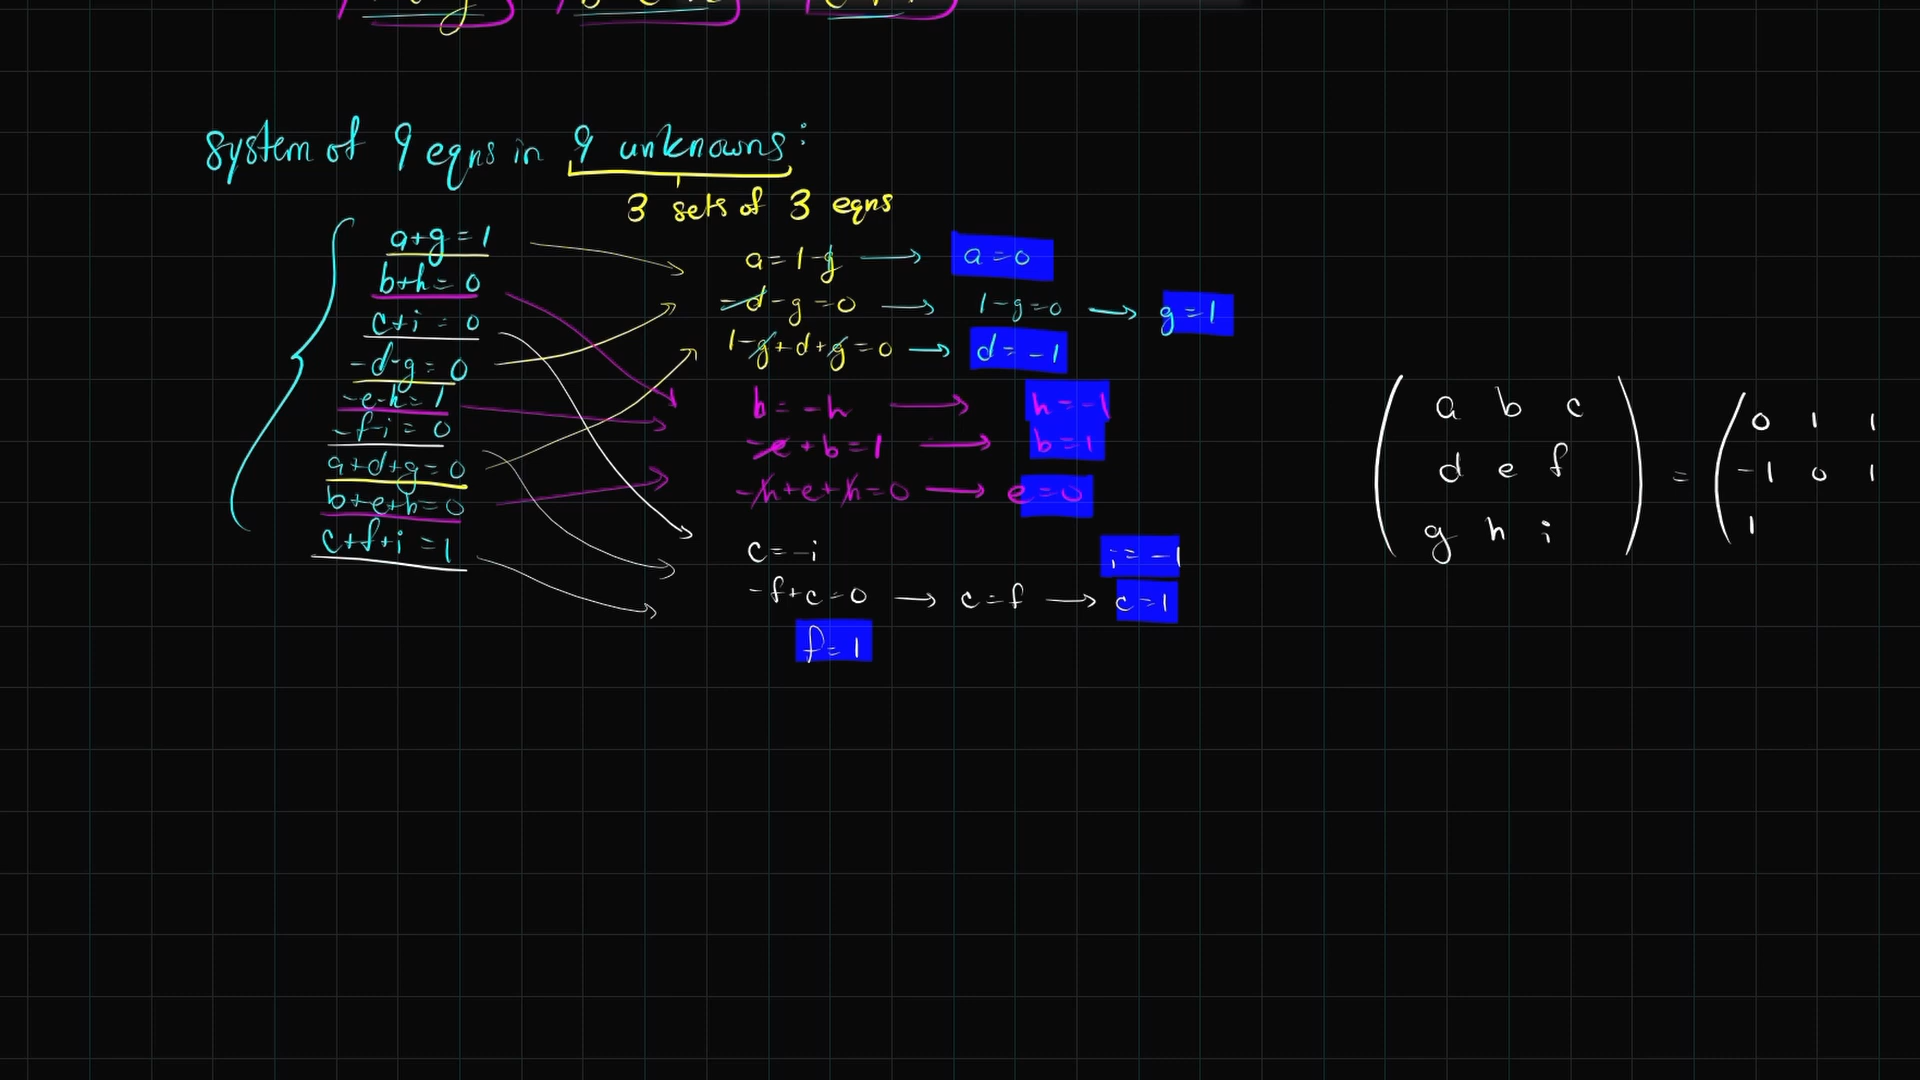 system of 9 eqns in 9 unknowns:
3 sets of 3 eqns
a+g=1
b+h=0
c+i=0
-d-g=0
-e-h=1
-f-i=0
a+d+g=0
b+e+h=0
c+f+i=1
a=1-g → a=0
-d-g=0 → 1-g=0 → g=1
1-g+d+g=0 → d=-1
b=-h → h=-1
-e+b=1 → b=1
-h+e+h=0 → e=0
c=-i i=-1
-f+c=0 → c=f → c=1
f=1
a b c
d e f
g h i
=
0 1 1
-1 0 1
1